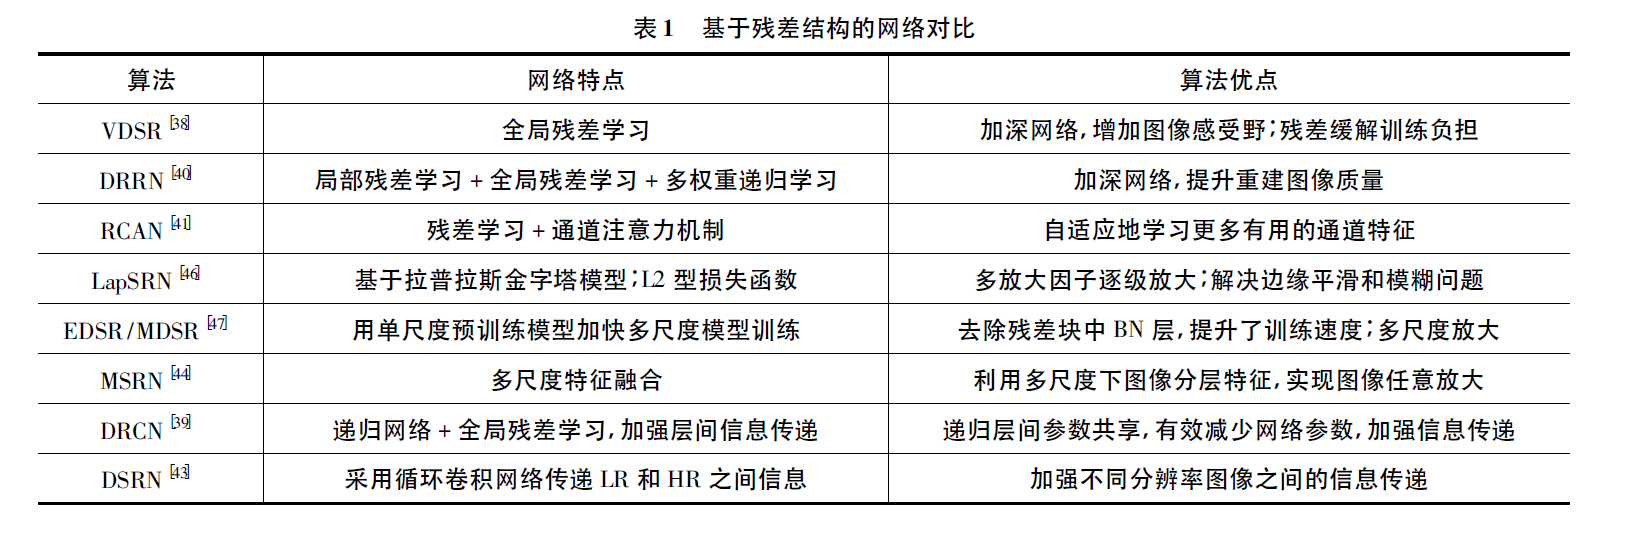 表1 基于残差结构的网络对比
算法 网络特点 算法优点
VDSR[38] 全局残差学习 加深网络,增加图像感受野;残差缓解训练负担
DRRN[40] 局部残差学习+全局残差学习+多权重递归学习 加深网络,提升重建图像质量
RCAN[41] 残差学习+通道注意力机制 自适应地学习更多有用的通道特征
LapSRN[46] 基于拉普拉斯金字塔模型;L2型损失函数 多放大因子逐级放大;解决边缘平滑和模糊问题
EDSR/MDSR[47] 用单尺度预训练模型加快多尺度模型训练 去除残差块中BN层,提升了训练速度;多尺度放大
MSRN[44] 多尺度特征融合 利用多尺度下图像分层特征,实现图像任意放大
DRCN[39] 递归网络+全局残差学习,加强层间信息传递 递归层间参数共享,有效减少网络参数,加强信息传递
DSRN[43] 采用循环卷积网络传递LR和HR之间信息 加强不同分辨率图像之间的信息传递